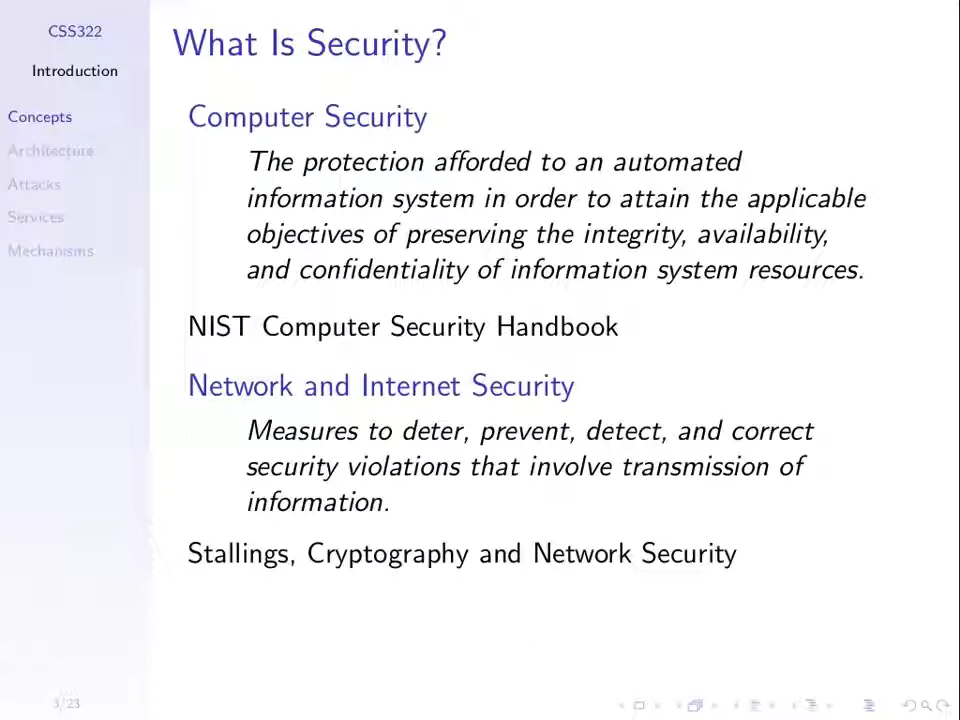 CSS322
Introduction
Concepts
Architecture
Attacks
Services
Mechanisms
What Is Security?
Computer Security
The protection afforded to an automated
information system in order to attain the applicable
objectives of preserving the integrity, availability,
and confidentiality of information system resources.
NIST Computer Security Handbook
Network and Internet Security
Measures to deter, prevent, detect, and correct
security violations that involve transmission of
information.
Stallings, Cryptography and Network Security
3/23